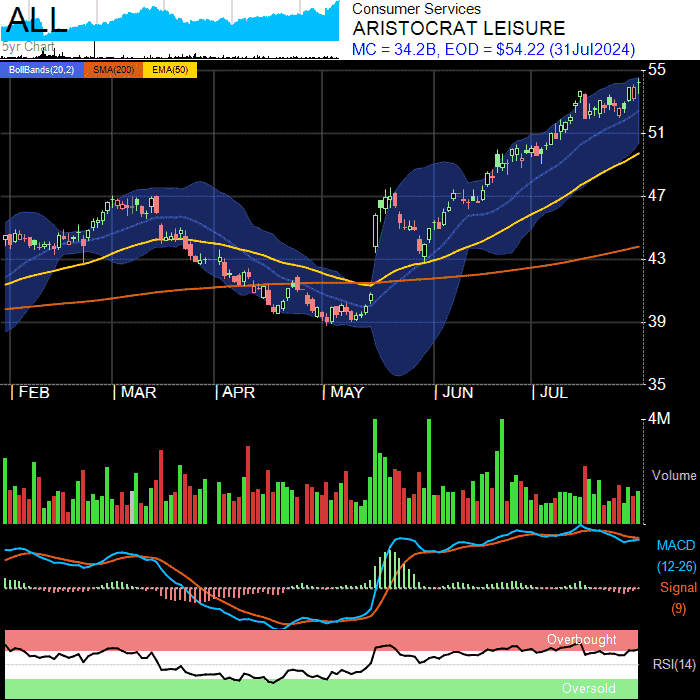 ALL
5yr Chart
Consumer Services
ARISTOCRAT LEISURE
MC = 34.2B, EOD = $54.22 (31Jul2024)
BollBands(20,2) SMA(200) EMA(50)
55
51
47
43
39
35
FEB MAR APR MAY JUN JUL
4M
Volume
MACD
(12-26)
Signal
(9)
Overbought
RSI(14)
Oversold